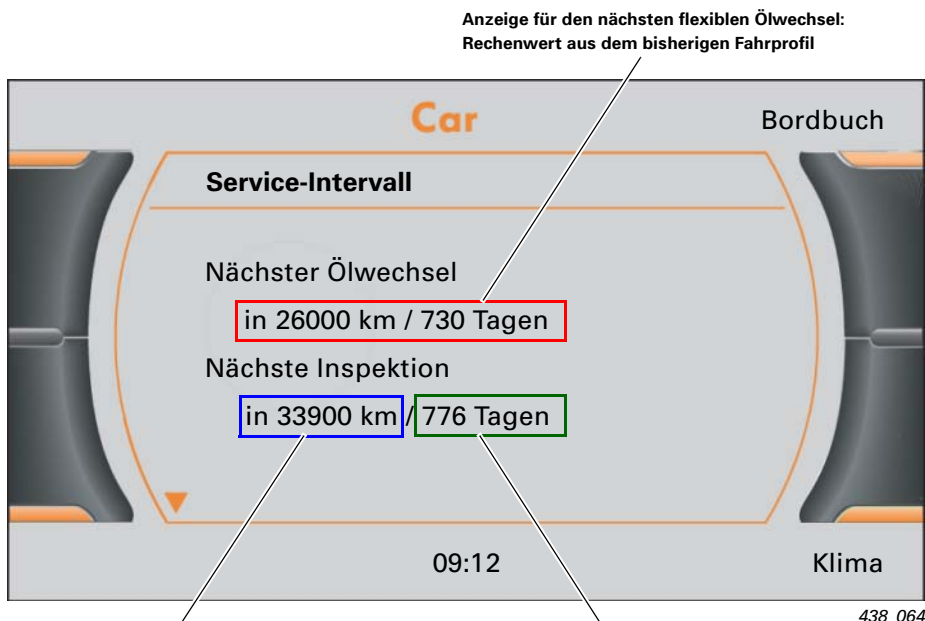 Anzeige für den nächsten flexiblen Ölwechsel:
Rechenwert aus dem bisherigen Fahrprofil
Car
Bordbuch
Service-Intervall
Nächster Ölwechsel
in 26000 km / 730 Tagen
Nächste Inspektion
in 33900 km / 776 Tagen
09:12
Klima
438_064